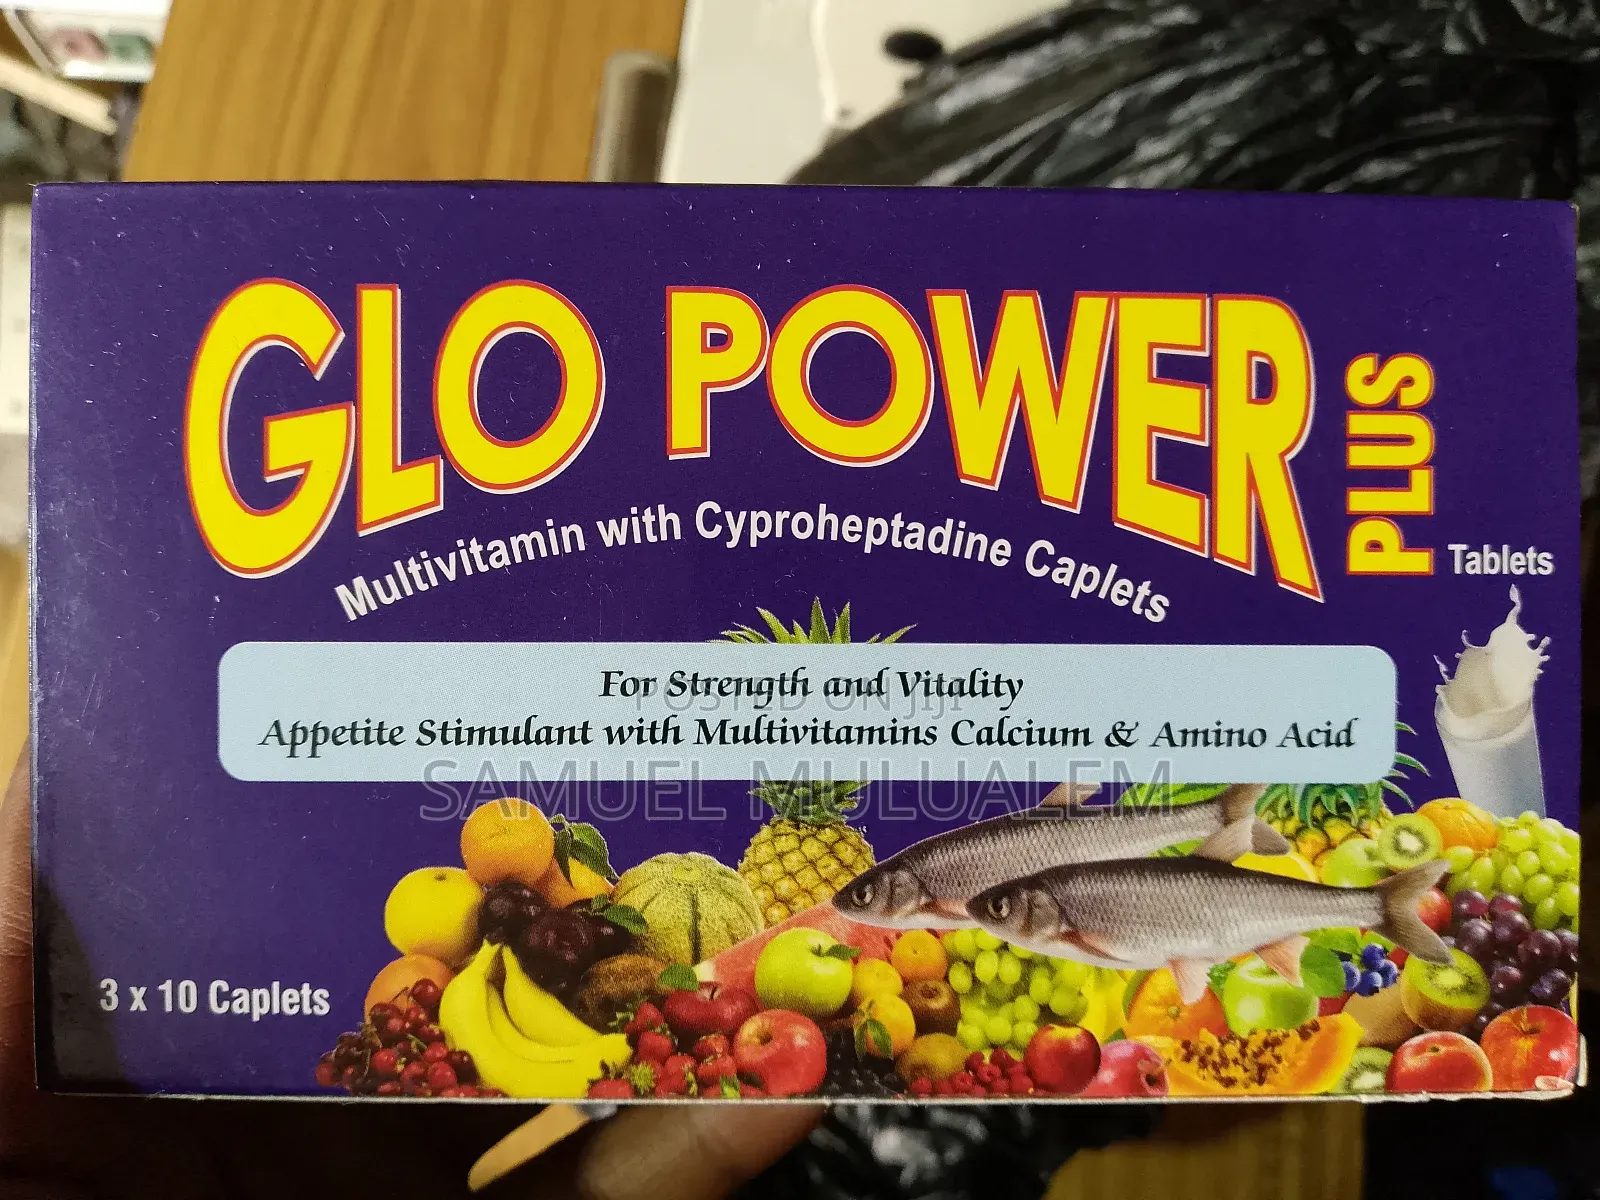 GLO POWER
PLUS
Tablets
Multivitamin with Cyproheptadine Caplets
For Strength and Vitality
POSTED ON JIJI
Appetite Stimulant with Multivitamins Calcium & Amino Acid
SAMUEL MULUALEM
3 x 10 Caplets